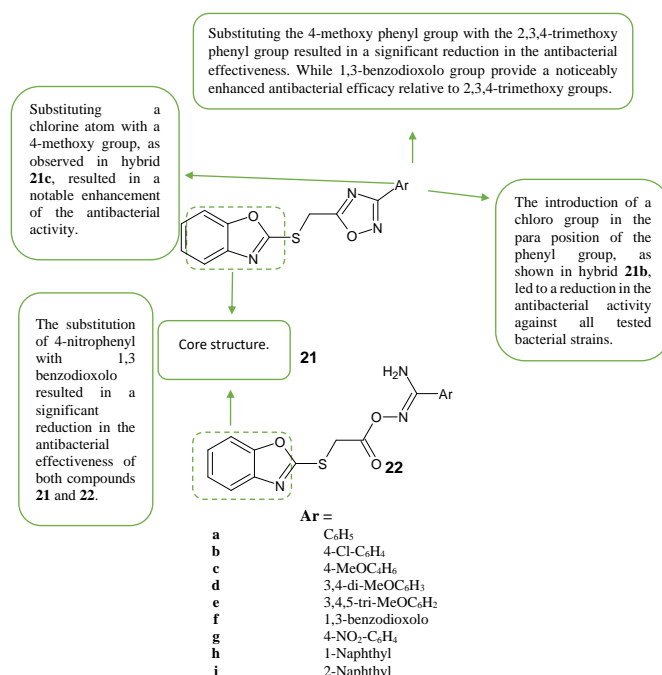 Substituting the 4-methoxy phenyl group with the 2,3,4-trimethoxy
phenyl group resulted in a significant reduction in the antibacterial
effectiveness. While 1,3-benzodioxolo group provide a noticeably
enhanced antibacterial efficacy relative to 2,3,4-trimethoxy groups.
Substituting a
chlorine atom with a
4-methoxy group, as
observed in hybrid
21c, resulted in a
notable enhancement
of the antibacterial
activity.
Ar
N
O
N
O
S
N
The introduction of a
chloro group in the
para position of the
phenyl group, as
shown in hybrid 21b,
led to a reduction in the
antibacterial activity
against all tested
bacterial strains.
The substitution
of 4-nitrophenyl
with 1,3
benzodioxolo
resulted in a
significant
reduction in the
antibacterial
effectiveness of
both compounds
21 and 22.
Core structure.
21
H2N
Ar
O
N
O
S
O
N
22
Ar =
a C6H5
b 4-Cl-C6H4
c 4-MeOC4H6
d 3,4-di-MeOC6H3
e 3,4,5-tri-MeOC6H2
f 1,3-benzodioxolo
g 4-NO2-C6H4
h 1-Naphthyl
i 2-Naphthyl